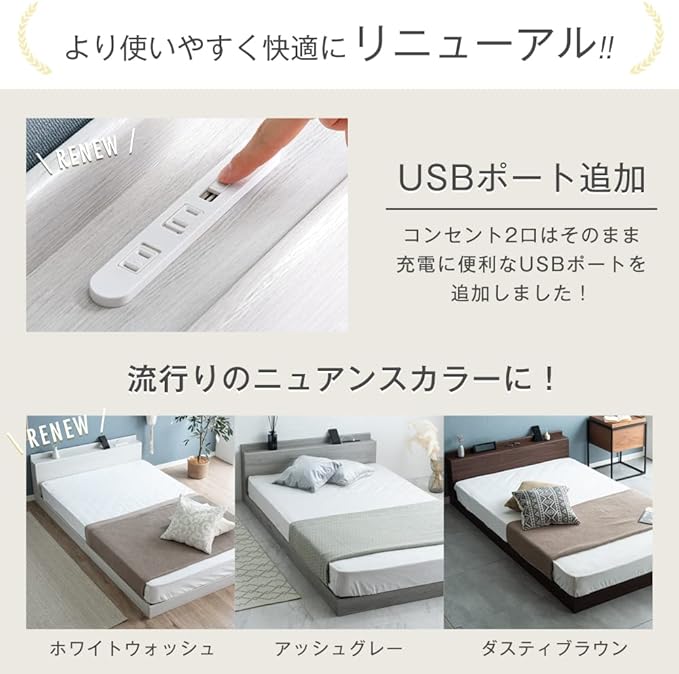 より使いやすく快適にリニューアル!!
\ RENEW /
USBポート追加
コンセント2口はそのまま
充電に便利なUSBポートを
追加しました！
流行りのニュアンスカラーに！
\ RENEW /
ホワイトウォッシュ
アッシュグレー
ダスティブラウン